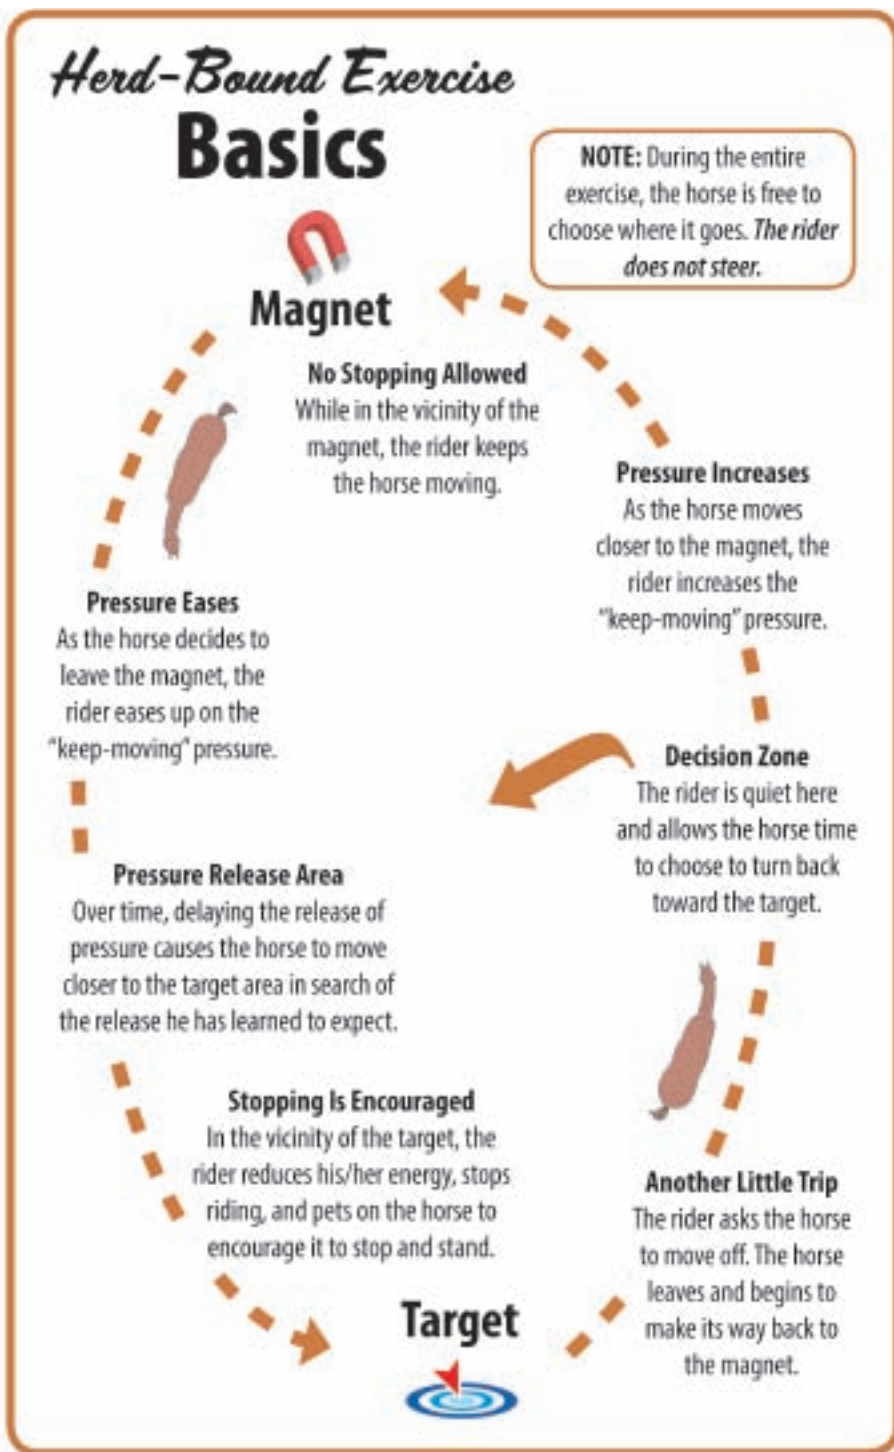 Herd-Bound Exercise
Basics
NOTE: During the entire
exercise, the horse is free to
choose where it goes. The rider
does not steer.
Magnet
No Stopping Allowed
While in the vicinity of the
magnet, the rider keeps
the horse moving.
Pressure Increases
As the horse moves
closer to the magnet, the
rider increases the
"keep-moving" pressure.
Pressure Eases
As the horse decides to
leave the magnet, the
rider eases up on the
"keep-moving" pressure.
Decision Zone
The rider is quiet here
and allows the horse time
to choose to turn back
toward the target.
Pressure Release Area
Over time, delaying the release of
pressure causes the horse to move
closer to the target area in search of
the release he has learned to expect.
Stopping Is Encouraged
In the vicinity of the target, the
rider reduces his/her energy, stops
riding, and pets on the horse to
encourage it to stop and stand.
Another Little Trip
The rider asks the horse
to move off. The horse
leaves and begins to
make its way back to
the magnet.
Target